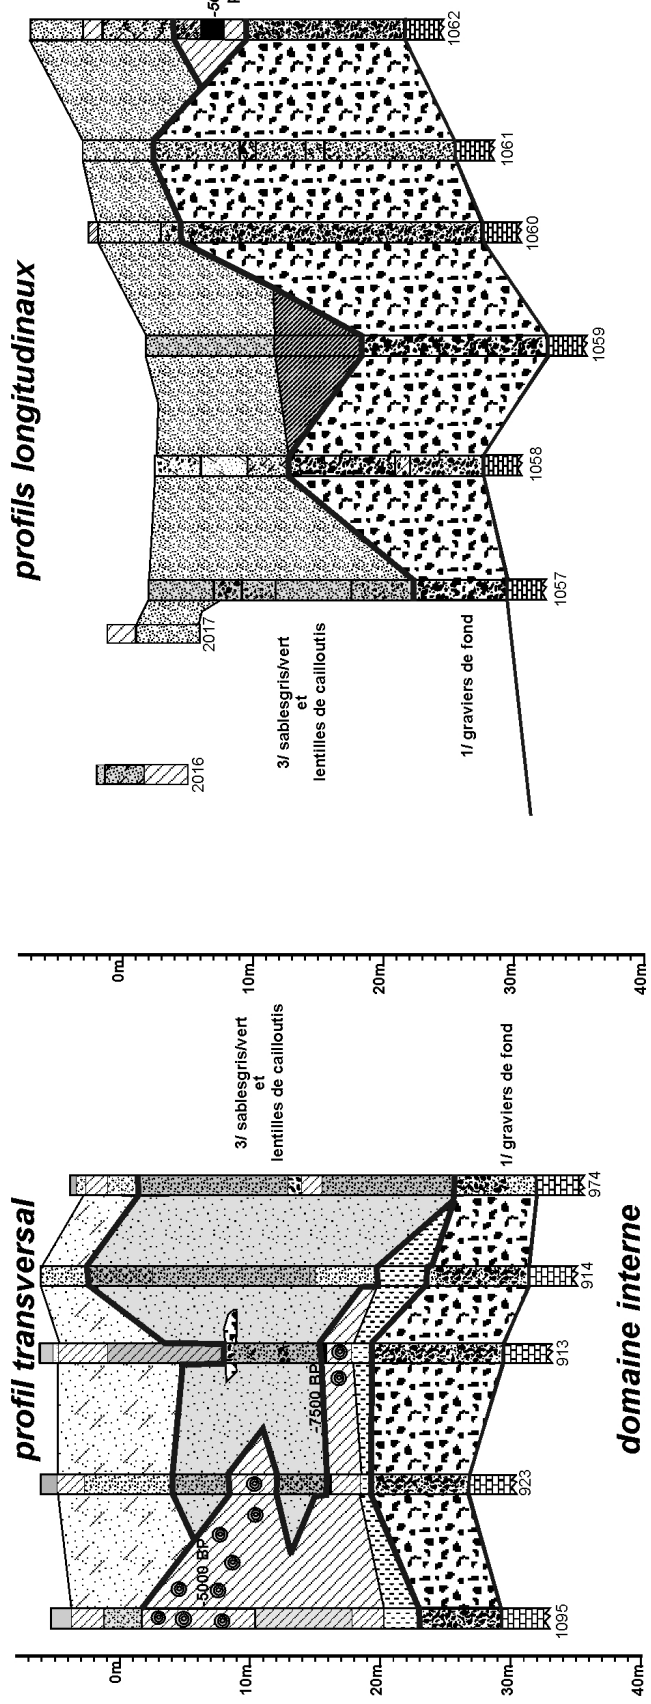 profil transversal
0m
10m
20m
30m
40m
1095
923
913
914
974
-5000 BP
-7500 BP
3/ sablesgris/vert
et
lentilles de cailloutis
1/ graviers de fond
domaine interne
profils longitudinaux
0m
10m
20m
30m
40m
2016
2017
1057
1058
1059
1060
1061
1062
3/ sablesgris/vert
et
lentilles de cailloutis
1/ graviers de fond